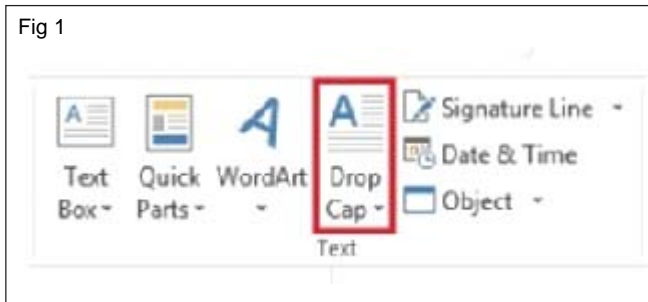 Fig 1
Text Box
Quick Parts
WordArt
Drop Cap
Signature Line
Date & Time
Object
Text